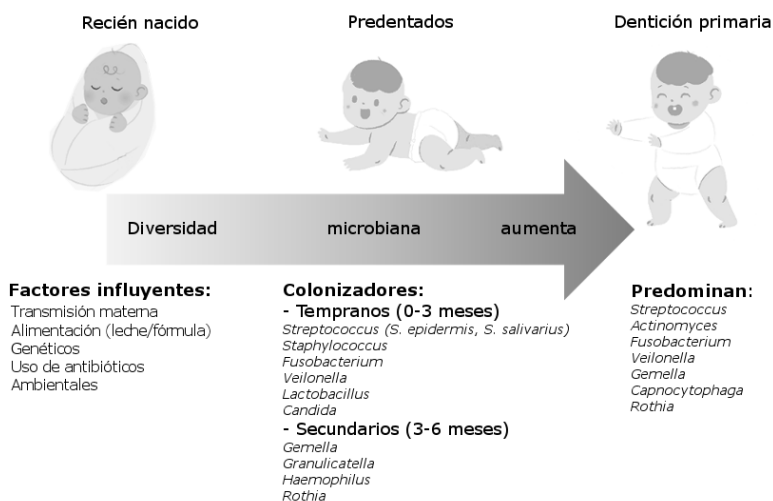 Recién nacido
Predentados
Dentición primaria
Diversidad microbiana aumenta
Factores influyentes:
Transmisión materna
Alimentación (leche/fórmula)
Genéticos
Uso de antibióticos
Ambientales
Colonizadores:
- Tempranos (0-3 meses)
Streptococcus (S. epidermis, S. salivarius)
Staphylococcus
Fusobacterium
Veilonella
Lactobacillus
Candida
- Secundarios (3-6 meses)
Gemella
Granulicatella
Haemophilus
Rothia
Predominan:
Streptococcus
Actinomyces
Fusobacterium
Veilonella
Gemella
Capnocytophaga
Rothia